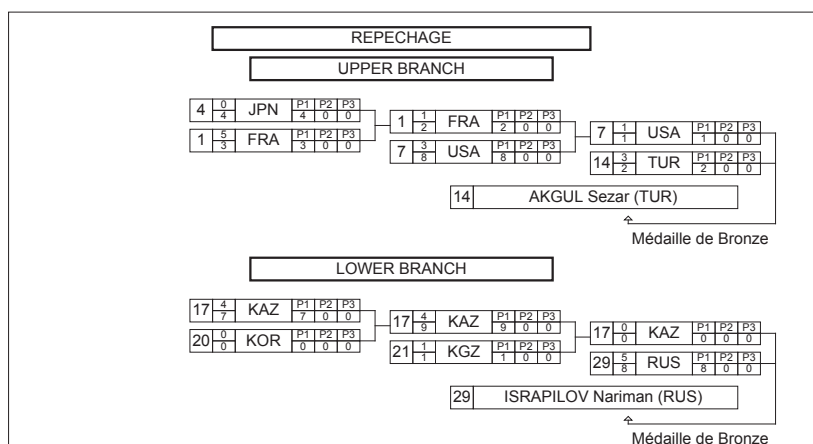 REPECHAGE
UPPER BRANCH
4 0 4 JPN P1 P2 P3 4 0 0
1 5 3 FRA P1 P2 P3 3 0 0
1 1 2 FRA P1 P2 P3 2 0 0
7 3 8 USA P1 P2 P3 8 0 0
7 1 1 USA P1 P2 P3 1 0 0
14 3 2 TUR P1 P2 P3 2 0 0
14 AKGUL Sezar (TUR)
Médaille de Bronze
LOWER BRANCH
17 4 7 KAZ P1 P2 P3 7 0 0
20 0 0 KOR P1 P2 P3 0 0 0
17 4 9 KAZ P1 P2 P3 9 0 0
21 1 1 KGZ P1 P2 P3 1 0 0
17 0 0 KAZ P1 P2 P3 0 0 0
29 5 8 RUS P1 P2 P3 8 0 0
29 ISRAPILOV Nariman (RUS)
Médaille de Bronze